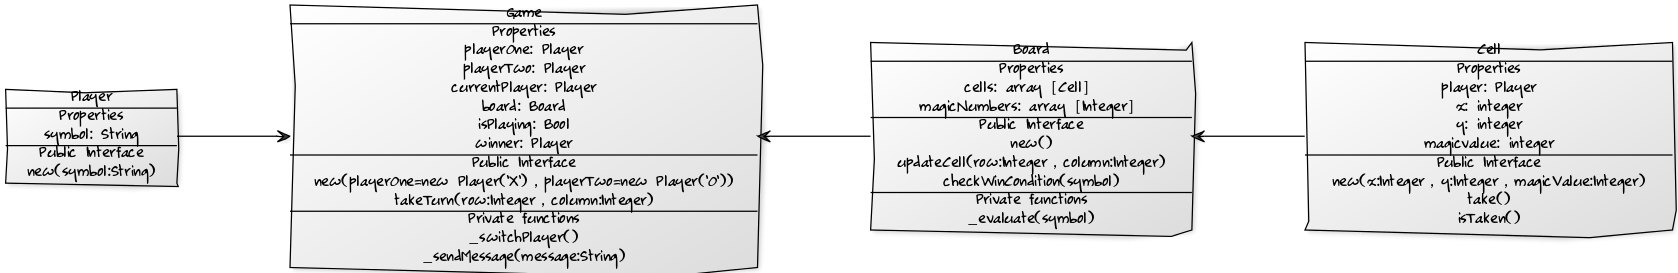 Player
Properties
symbol: String
Public Interface
new(symbol:String)
Game
Properties
playerOne: Player
playerTwo: Player
currentPlayer: Player
board: Board
isPlaying: Bool
winner: Player
Public Interface
new(playerOne=new Player('X') , playerTwo=new Player('O'))
takeTurn(row:Integer , column:Integer)
Private functions
_switchPlayer()
_sendMessage(message:String)
Board
Properties
cells: array [Cell]
magicNumbers: array [Integer]
Public Interface
new()
updateCell(row:Integer , column:Integer)
checkWinCondition(symbol)
Private functions
_evaluate(symbol)
Cell
Properties
player: Player
x: integer
y: integer
magicvalue: integer
Public Interface
new(x:Integer , y:Integer , magicValue:Integer)
take()
isTaken()